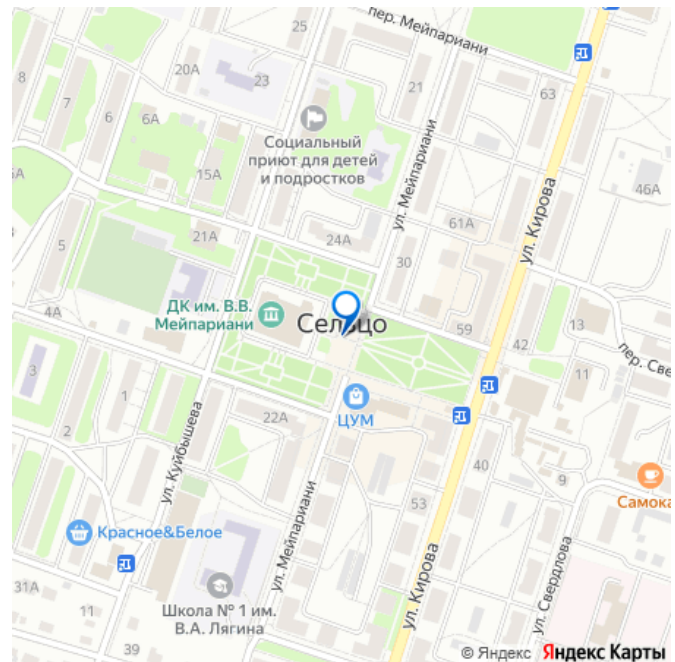 пер. Мейпариани
25
8
20А
23
21
63
7
6
6А
Социальный
приют для детей
и подростков
15А
ул. Мейпариани
ул. Кирова
46А
61А
5
21А
24А
30
ДК им. В.В.
Мейпариани
Сельцо
59
13
42
пер. Све
4А
3
1
11
22А
ЦУМ
2
ул. Куйбышева
40
9
Самока
53
Красное&Белое
ул. Мейпариани
ул. Кирова
ул. Свердлова
31А
11
Школа № 1 им.
В.А. Лягина
39
© Яндекс Яндекс Карты